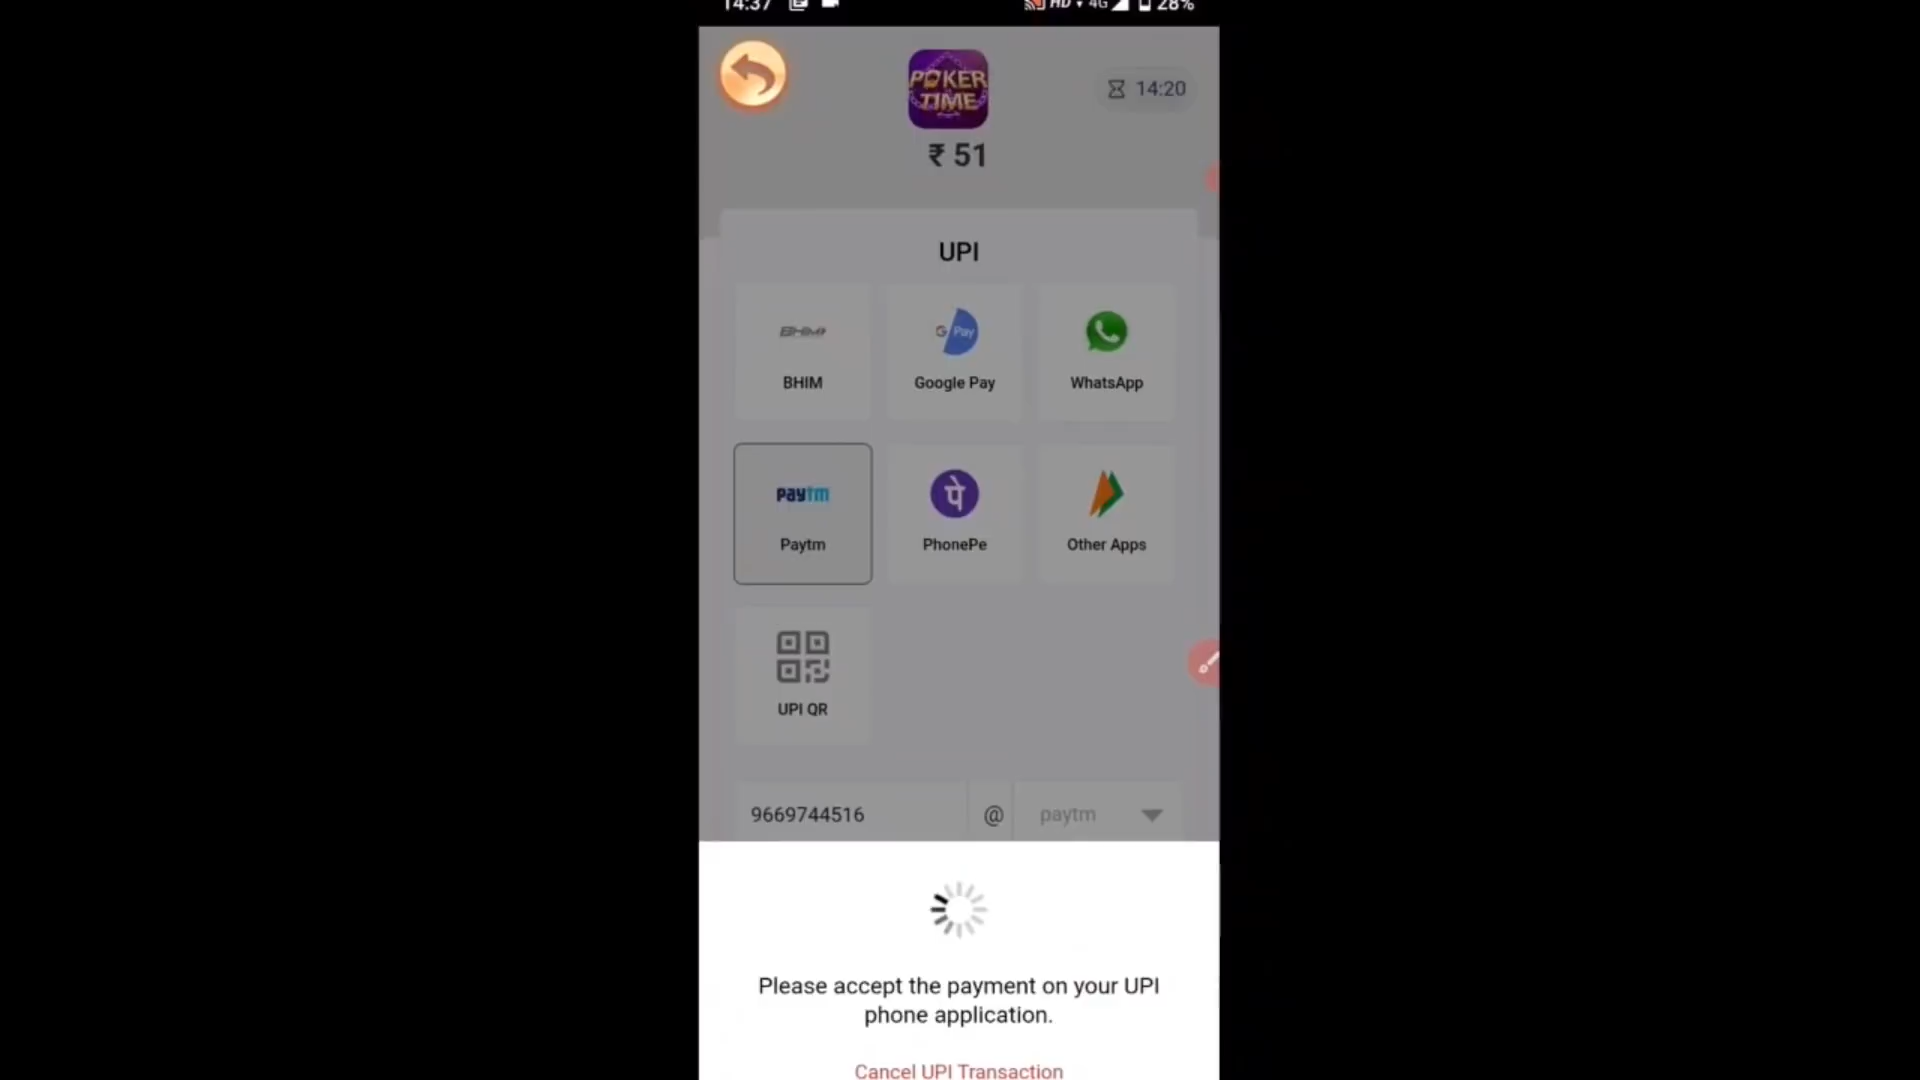 14:37 HD 4G 28%
POKER
TIME
14:20
₹ 51
UPI
BHIM G Pay
BHIM Google Pay WhatsApp
paytm पे
Paytm PhonePe Other Apps
UPI QR
9669744516 @ paytm
Please accept the payment on your UPI
phone application.
Cancel UPI Transaction